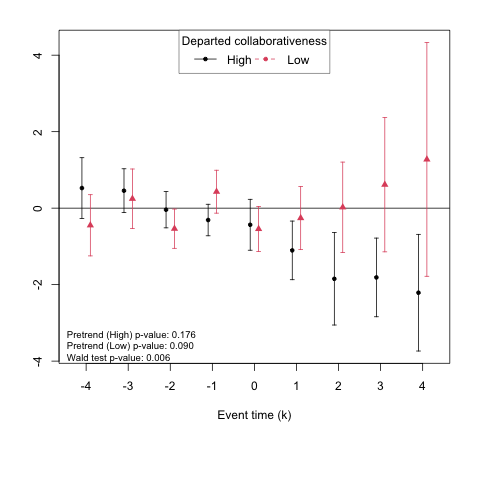 Departed collaborativeness
High Low
4
2
0
-2
-4
Pretrend (High) p-value: 0.176
Pretrend (Low) p-value: 0.090
Wald test p-value: 0.006
-4 -3 -2 -1 0 1 2 3 4
Event time (k)